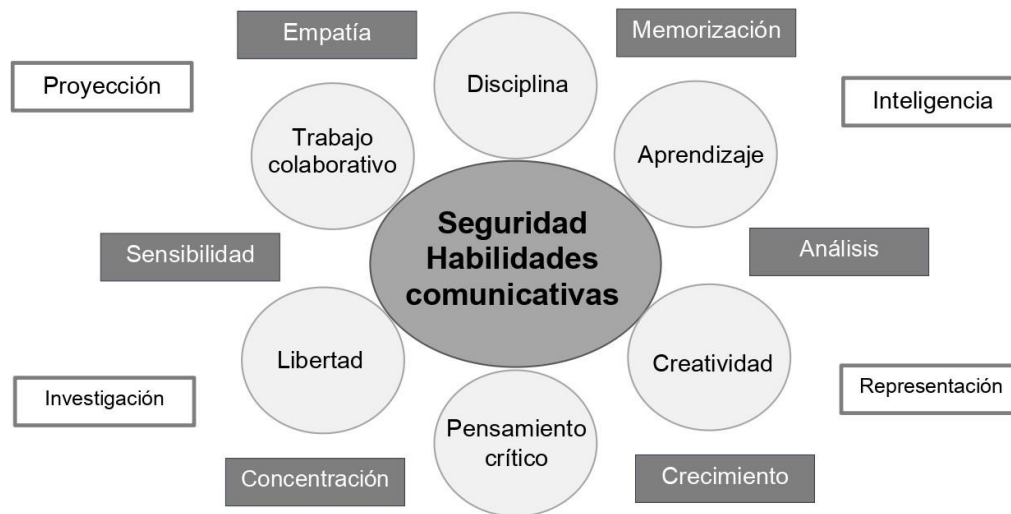 Empatía
Memorización
Proyección
Disciplina
Inteligencia
Trabajo
colaborativo
Aprendizaje
Seguridad
Habilidades
comunicativas
Sensibilidad
Análisis
Libertad
Creatividad
Investigación
Representación
Pensamiento
crítico
Concentración
Crecimiento